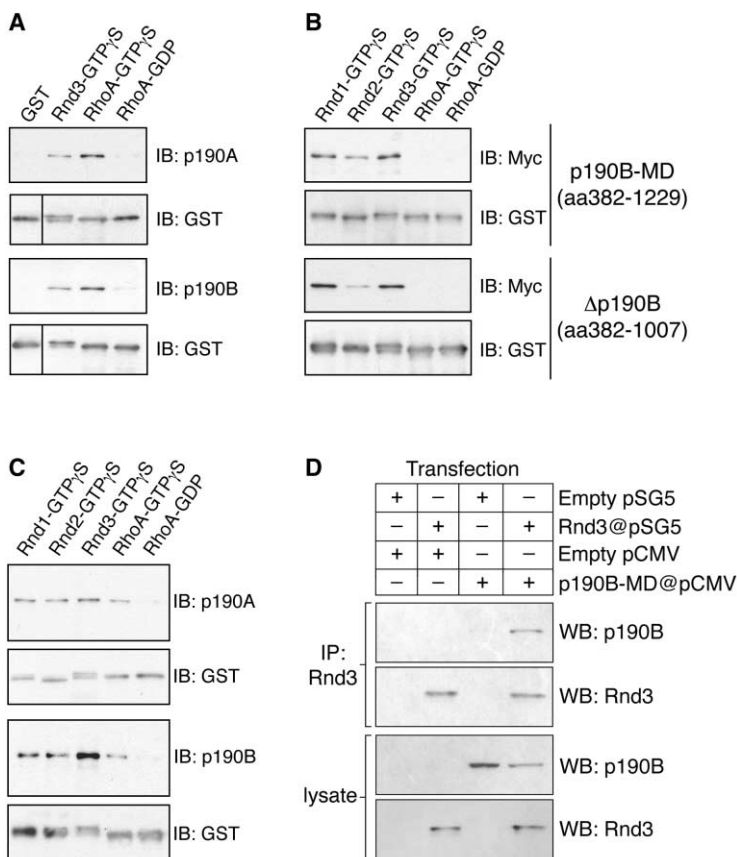 A
GST
Rnd3-GTPγS
RhoA-GTPγS
RhoA-GDP
IB: p190A
IB: GST
IB: p190B
IB: GST
B
Rnd1-GTPγS
Rnd2-GTPγS
Rnd3-GTPγS
RhoA-GTPγS
RhoA-GDP
IB: Myc
IB: GST
p190B-MD
(aa382-1229)
IB: Myc
IB: GST
Δp190B
(aa382-1007)
C
Rnd1-GTPγS
Rnd2-GTPγS
Rnd3-GTPγS
RhoA-GTPγS
RhoA-GDP
IB: p190A
IB: GST
IB: p190B
IB: GST
D
Transfection
+ − + − Empty pSG5
− + − + Rnd3@pSG5
+ + − − Empty pCMV
− − + + p190B-MD@pCMV
IP:
Rnd3
WB: p190B
WB: Rnd3
lysate
WB: p190B
WB: Rnd3